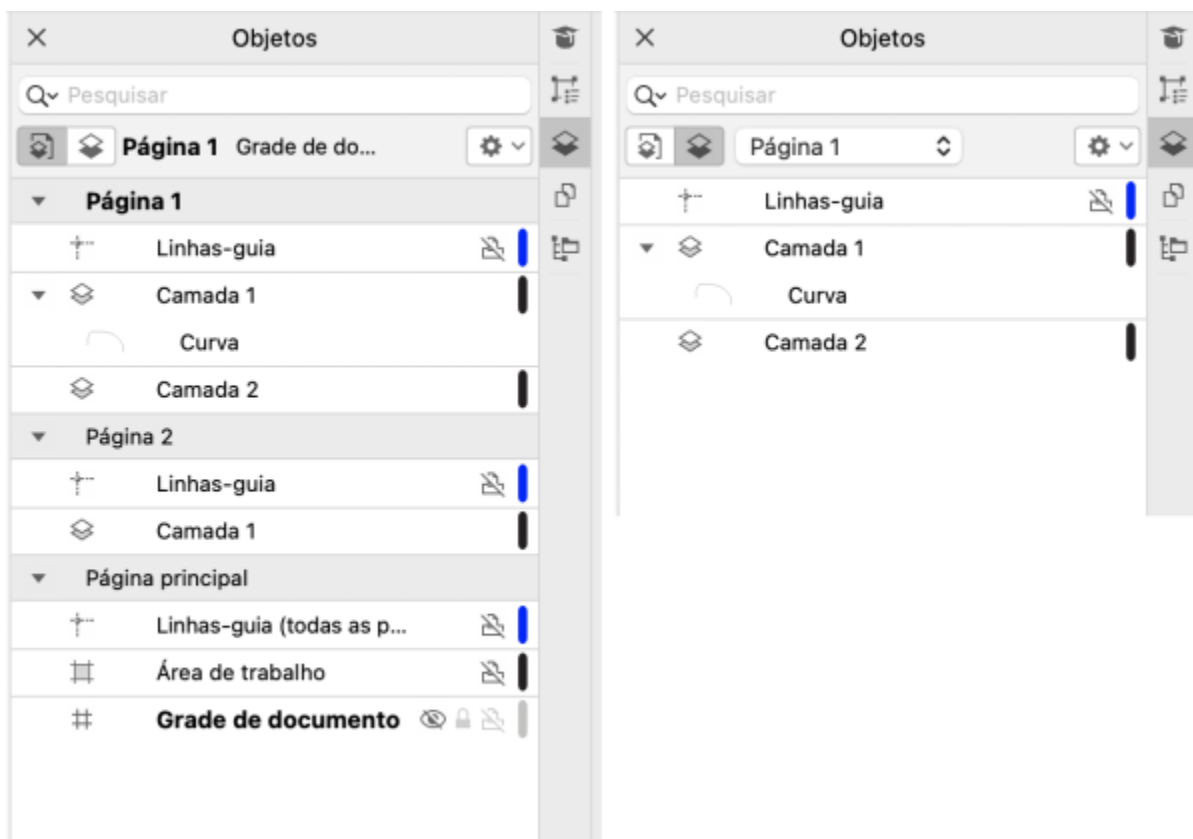 Objetos
Pesquisar
Página 1 Grade de do...
Página 1
Linhas-guia
Camada 1
Curva
Camada 2
Página 2
Linhas-guia
Camada 1
Página principal
Linhas-guia (todas as p...
Área de trabalho
Grade de documento
Objetos
Pesquisar
Página 1
Linhas-guia
Camada 1
Curva
Camada 2